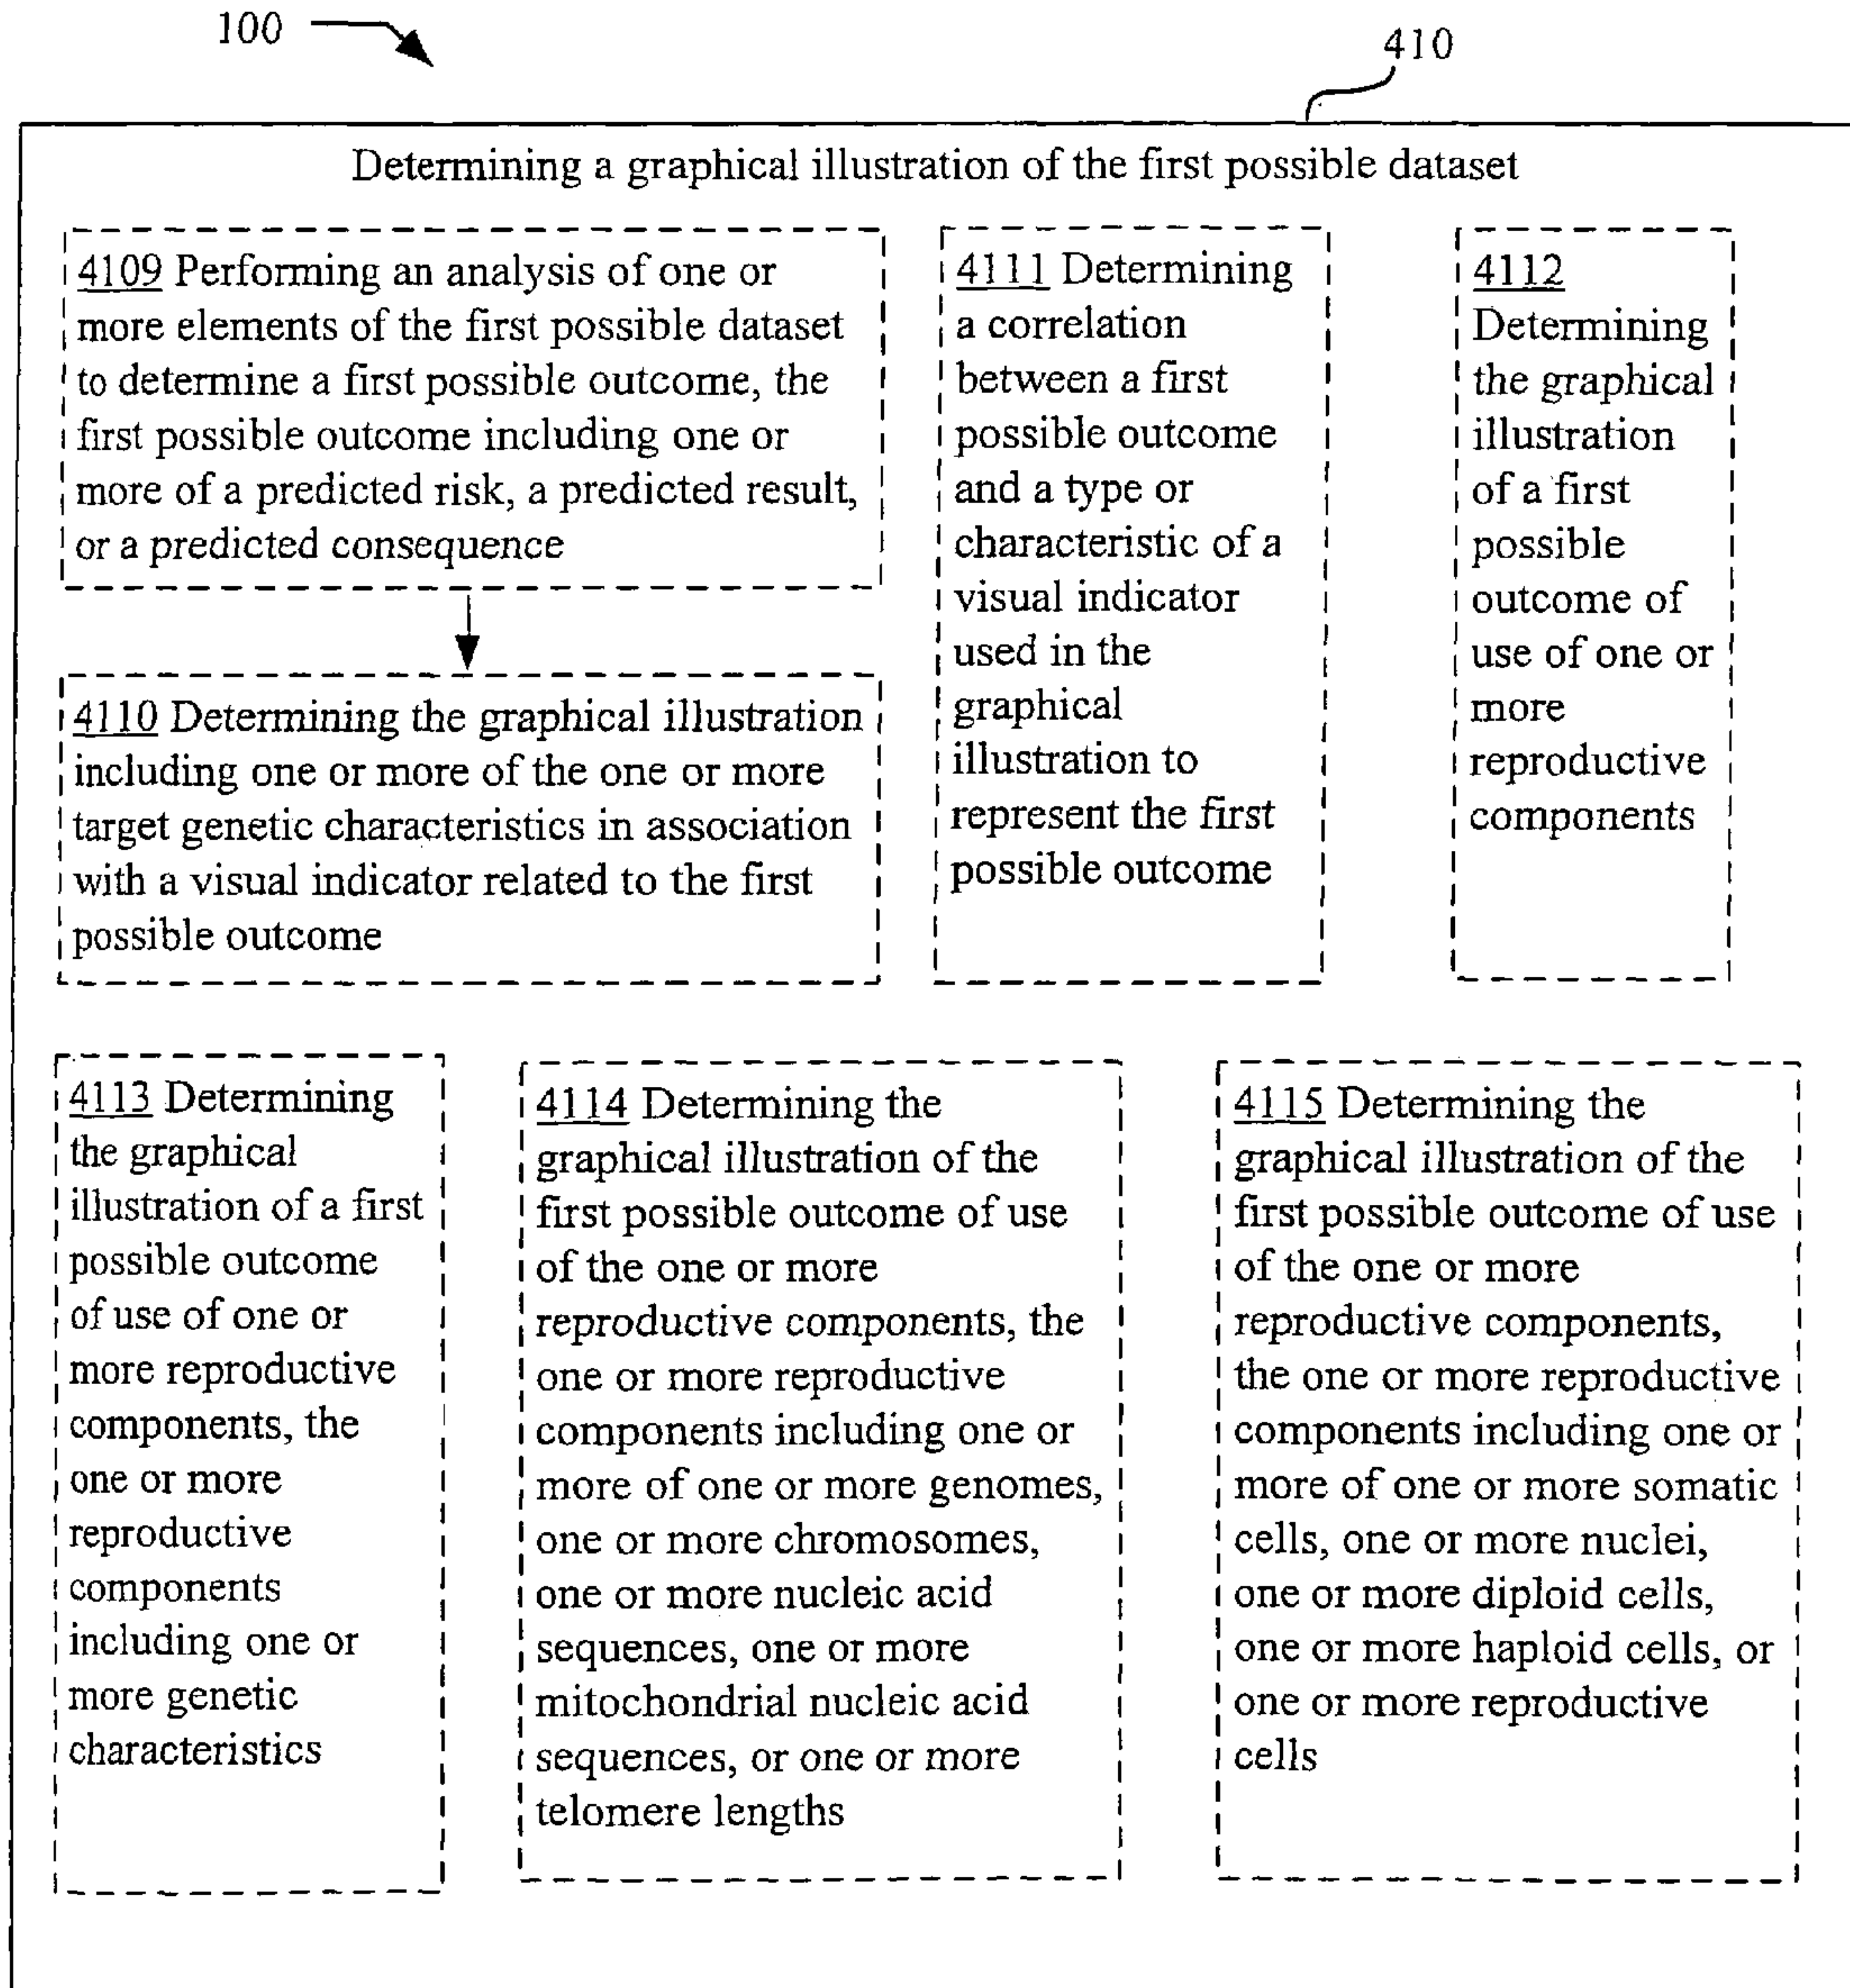 100
410
Determining a graphical illustration of the first possible dataset
4109 Performing an analysis of one or
more elements of the first possible dataset
to determine a first possible outcome, the
first possible outcome including one or
more of a predicted risk, a predicted result,
or a predicted consequence
4110 Determining the graphical illustration
including one or more of the one or more
target genetic characteristics in association
with a visual indicator related to the first
possible outcome
4111 Determining
a correlation
between a first
possible outcome
and a type or
characteristic of a
visual indicator
used in the
graphical
illustration to
represent the first
possible outcome
4112
Determining
the graphical
illustration
of a first
possible
outcome of
use of one or
more
reproductive
components
4113 Determining
the graphical
illustration of a first
possible outcome
of use of one or
more reproductive
components, the
one or more
reproductive
components
including one or
more genetic
characteristics
4114 Determining the
graphical illustration of the
first possible outcome of use
of the one or more
reproductive components, the
one or more reproductive
components including one or
more of one or more genomes,
one or more chromosomes,
one or more nucleic acid
sequences, one or more
mitochondrial nucleic acid
sequences, or one or more
telomere lengths
4115 Determining the
graphical illustration of the
first possible outcome of use
of the one or more
reproductive components,
the one or more reproductive
components including one or
more of one or more somatic
cells, one or more nuclei,
one or more diploid cells,
one or more haploid cells, or
one or more reproductive
cells